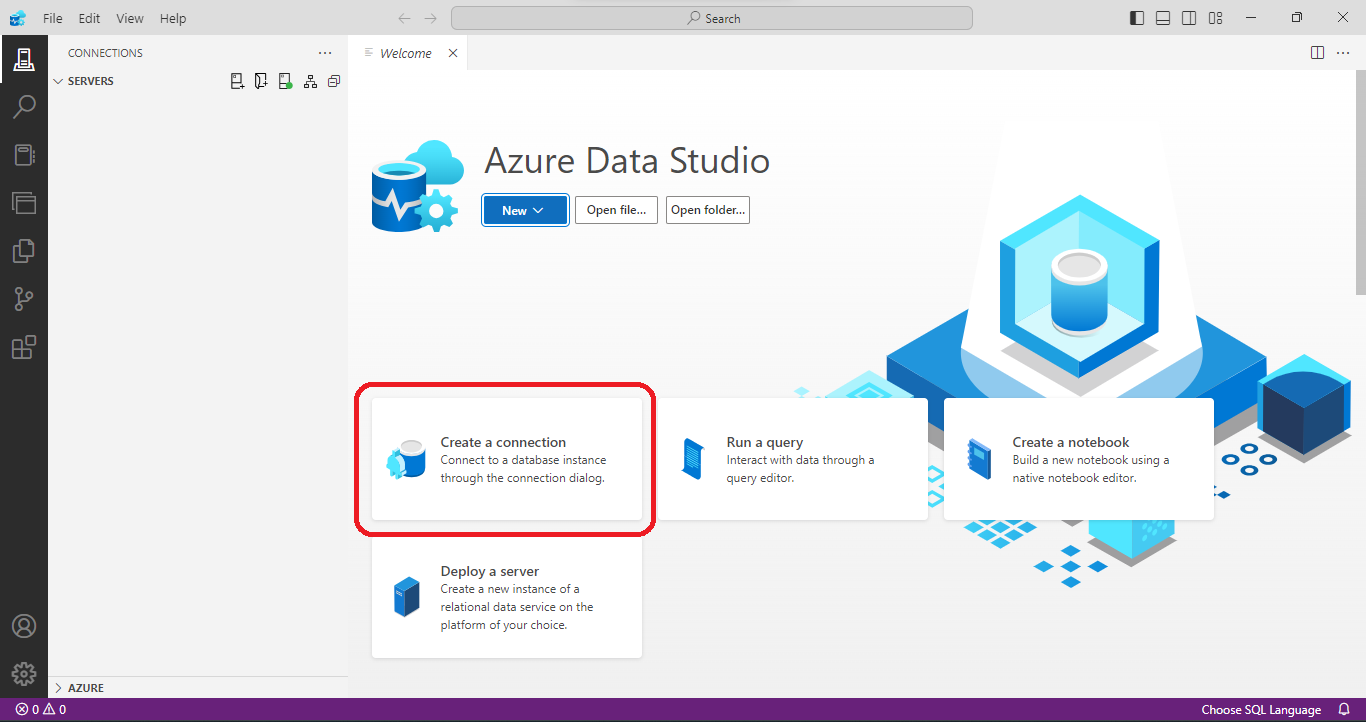 File Edit View Help
Search
CONNECTIONS
SERVERS
Welcome
Azure Data Studio
New
Open file...
Open folder...
Create a connection
Connect to a database instance
through the connection dialog.
Run a query
Interact with data through a
query editor.
Create a notebook
Build a new notebook using a
native notebook editor.
Deploy a server
Create a new instance of a
relational data service on the
platform of your choice.
AZURE
0 0
Choose SQL Language